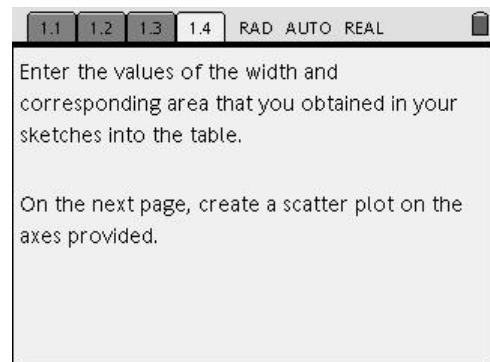 1.1 1.2 1.3 1.4 RAD AUTO REAL
Enter the values of the width and
corresponding area that you obtained in your
sketches into the table.
On the next page, create a scatter plot on the
axes provided.